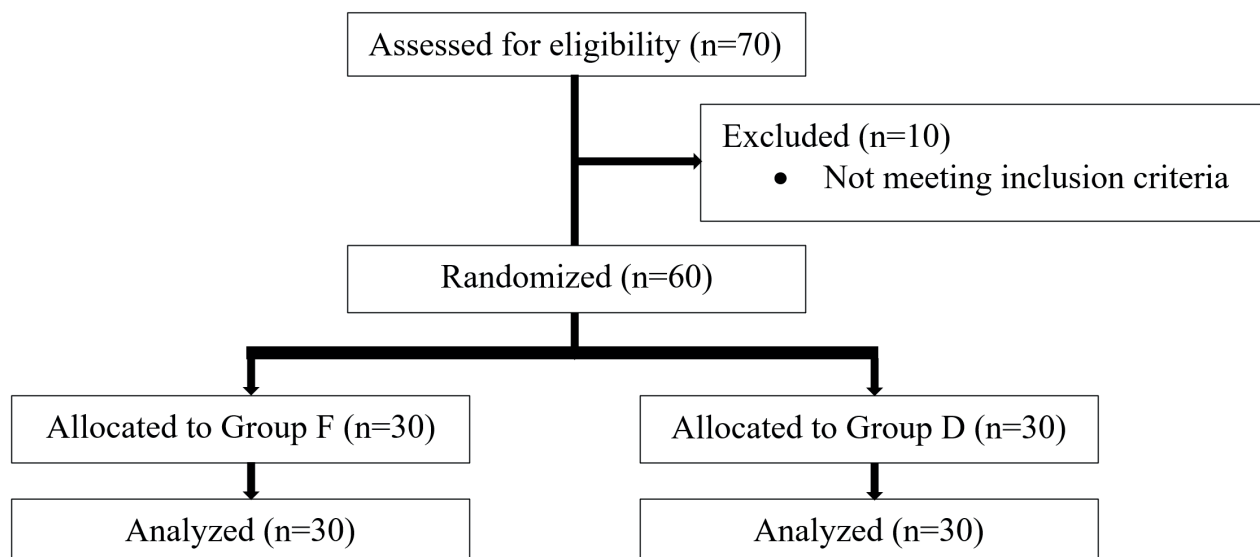 Assessed for eligibility (n=70)
Excluded (n=10)
• Not meeting inclusion criteria
Randomized (n=60)
Allocated to Group F (n=30)
Allocated to Group D (n=30)
Analyzed (n=30)
Analyzed (n=30)